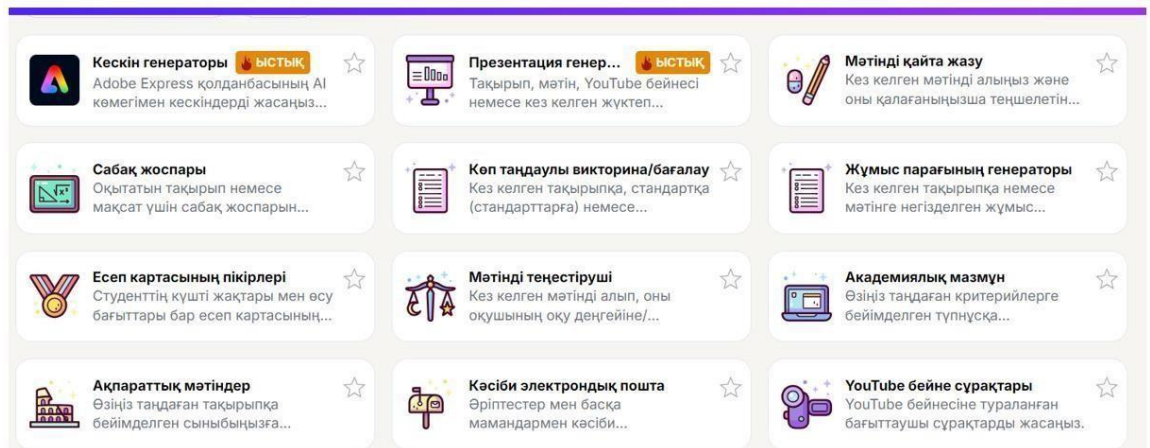 Кескін генераторы ЫСТЫҚ
Adobe Express қолданбасының AI
көмегімен кескіндерді жасаңыз...
Презентация генер... ЫСТЫҚ
Тақырып, мәтін, YouTube бейнесі
немесе кез келген жүктеп...
Мәтінді қайта жазу
Кез келген мәтінді алыңыз және
оны қалағаныңызша теңшелетін...
Сабақ жоспары
Оқытатын тақырып немесе
мақсат үшін сабақ жоспарын...
Көп таңдаулы викторина/бағалау
Кез келген тақырыпқа, стандартқа
(стандарттарға) немесе...
Жұмыс парағының генераторы
Кез келген тақырыпқа немесе
мәтінге негізделген жұмыс...
Есеп картасының пікірлері
Студенттің күшті жақтары мен өсу
бағыттары бар есеп картасының...
Мәтінді теңестіруші
Кез келген мәтінді алып, оны
оқушының оқу деңгейіне/...
Академиялық мазмұн
Өзіңіз таңдаған критерийлерге
бейімделген түпнұсқа...
Ақпараттық мәтіндер
Өзіңіз таңдаған тақырыпқа
бейімделген сыныбыңызға...
Кәсіби электрондық пошта
Әріптестер мен басқа
мамандармен кәсіби...
YouTube бейне сұрақтары
YouTube бейнесіне тураланған
бағыттаушы сұрақтарды жасаңыз.